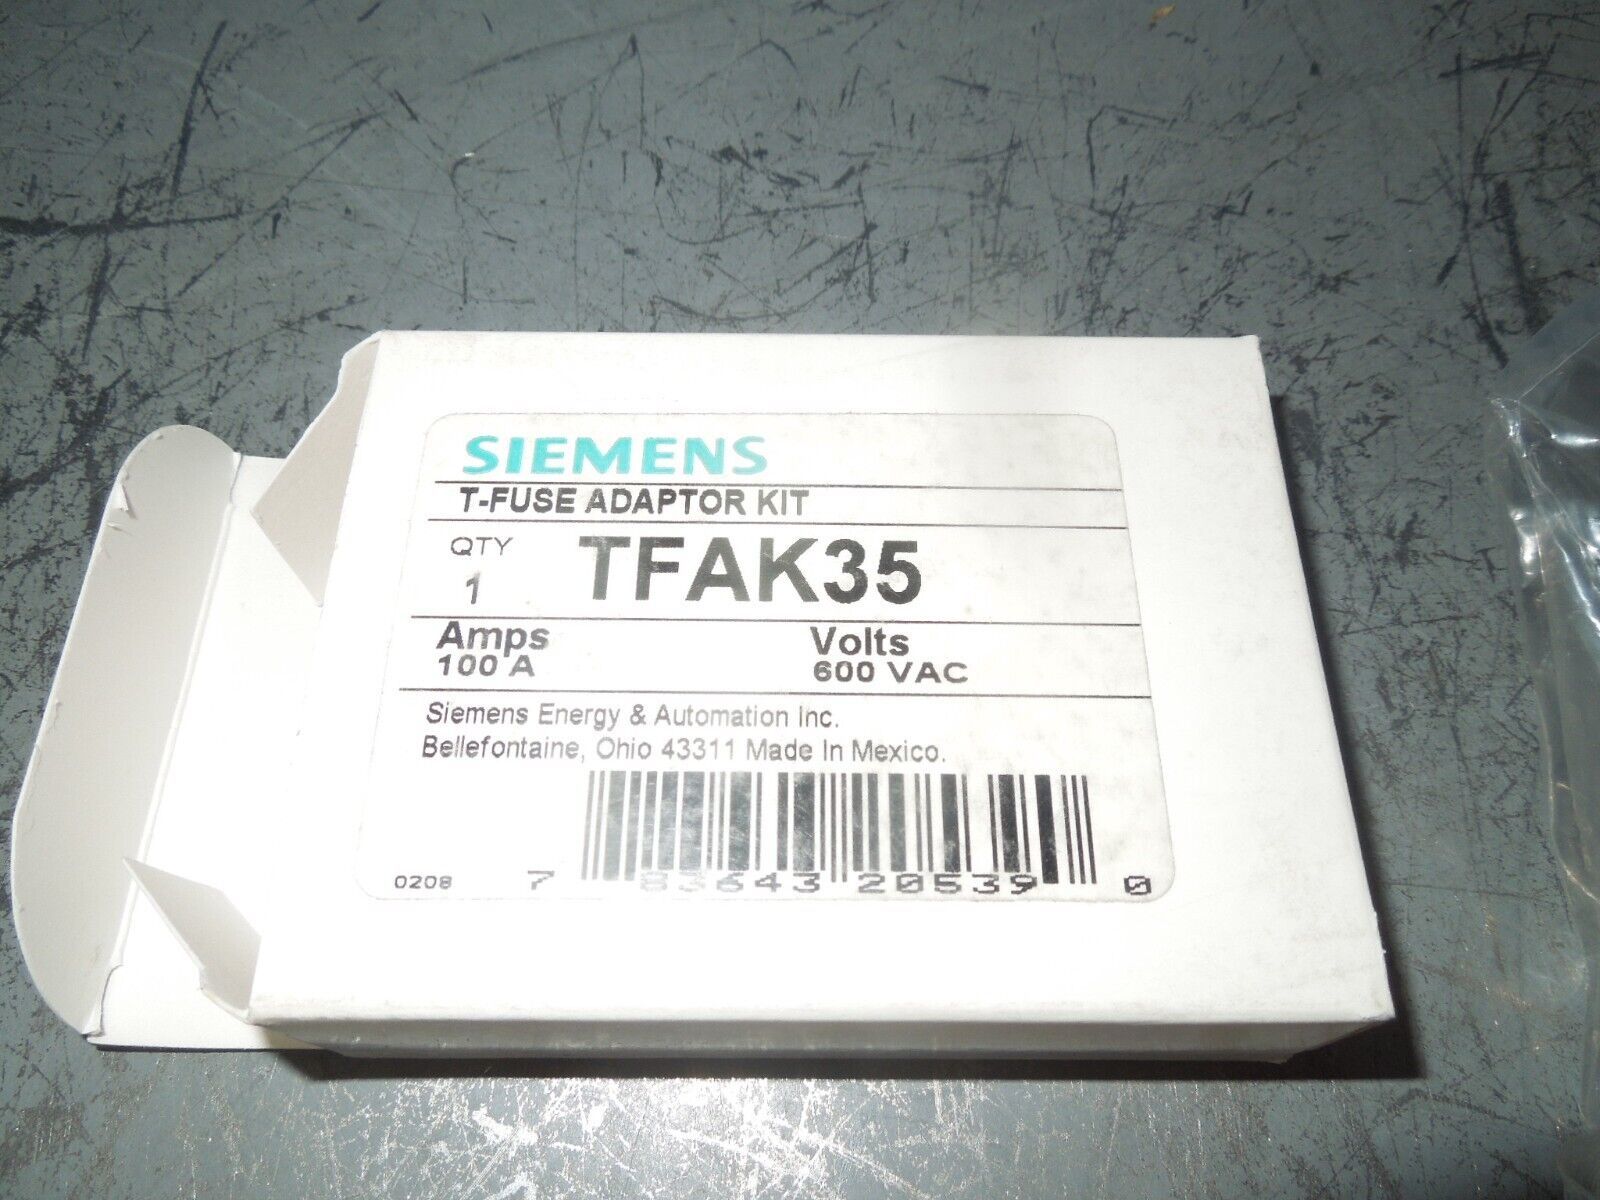 SIEMENS
T-FUSE ADAPTOR KIT
QTY TFAK35
1
Amps Volts
100 A 600 VAC
Siemens Energy & Automation Inc.
Bellefontaine, Ohio 43311 Made In Mexico.
0208 7 83643 20539 0